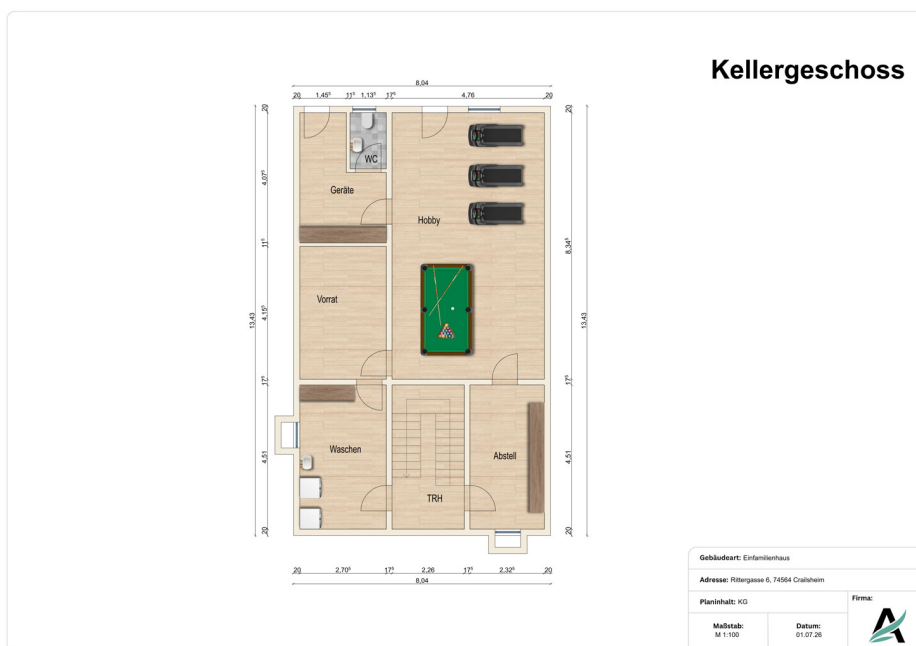 Kellergeschoss
8,04
20 1,45⁵ 11⁵ 1,13⁵ 17⁵ 4,76 20
20
4,07⁵
11⁵
4,15⁵
17⁵
4,51
20
13,43
20
8,34⁵
17⁵
4,51
20
13,43
WC
Geräte
Hobby
Vorrat
Waschen
Abstell
TRH
20 2,70⁵ 17⁵ 2,26 17⁵ 2,32⁵ 20
8,04
Gebäudeart: Einfamilienhaus
Adresse: Rittergasse 6, 74564 Crailsheim
Planinhalt: KG
Firma:
Maßstab:
M 1:100
Datum:
01.07.26